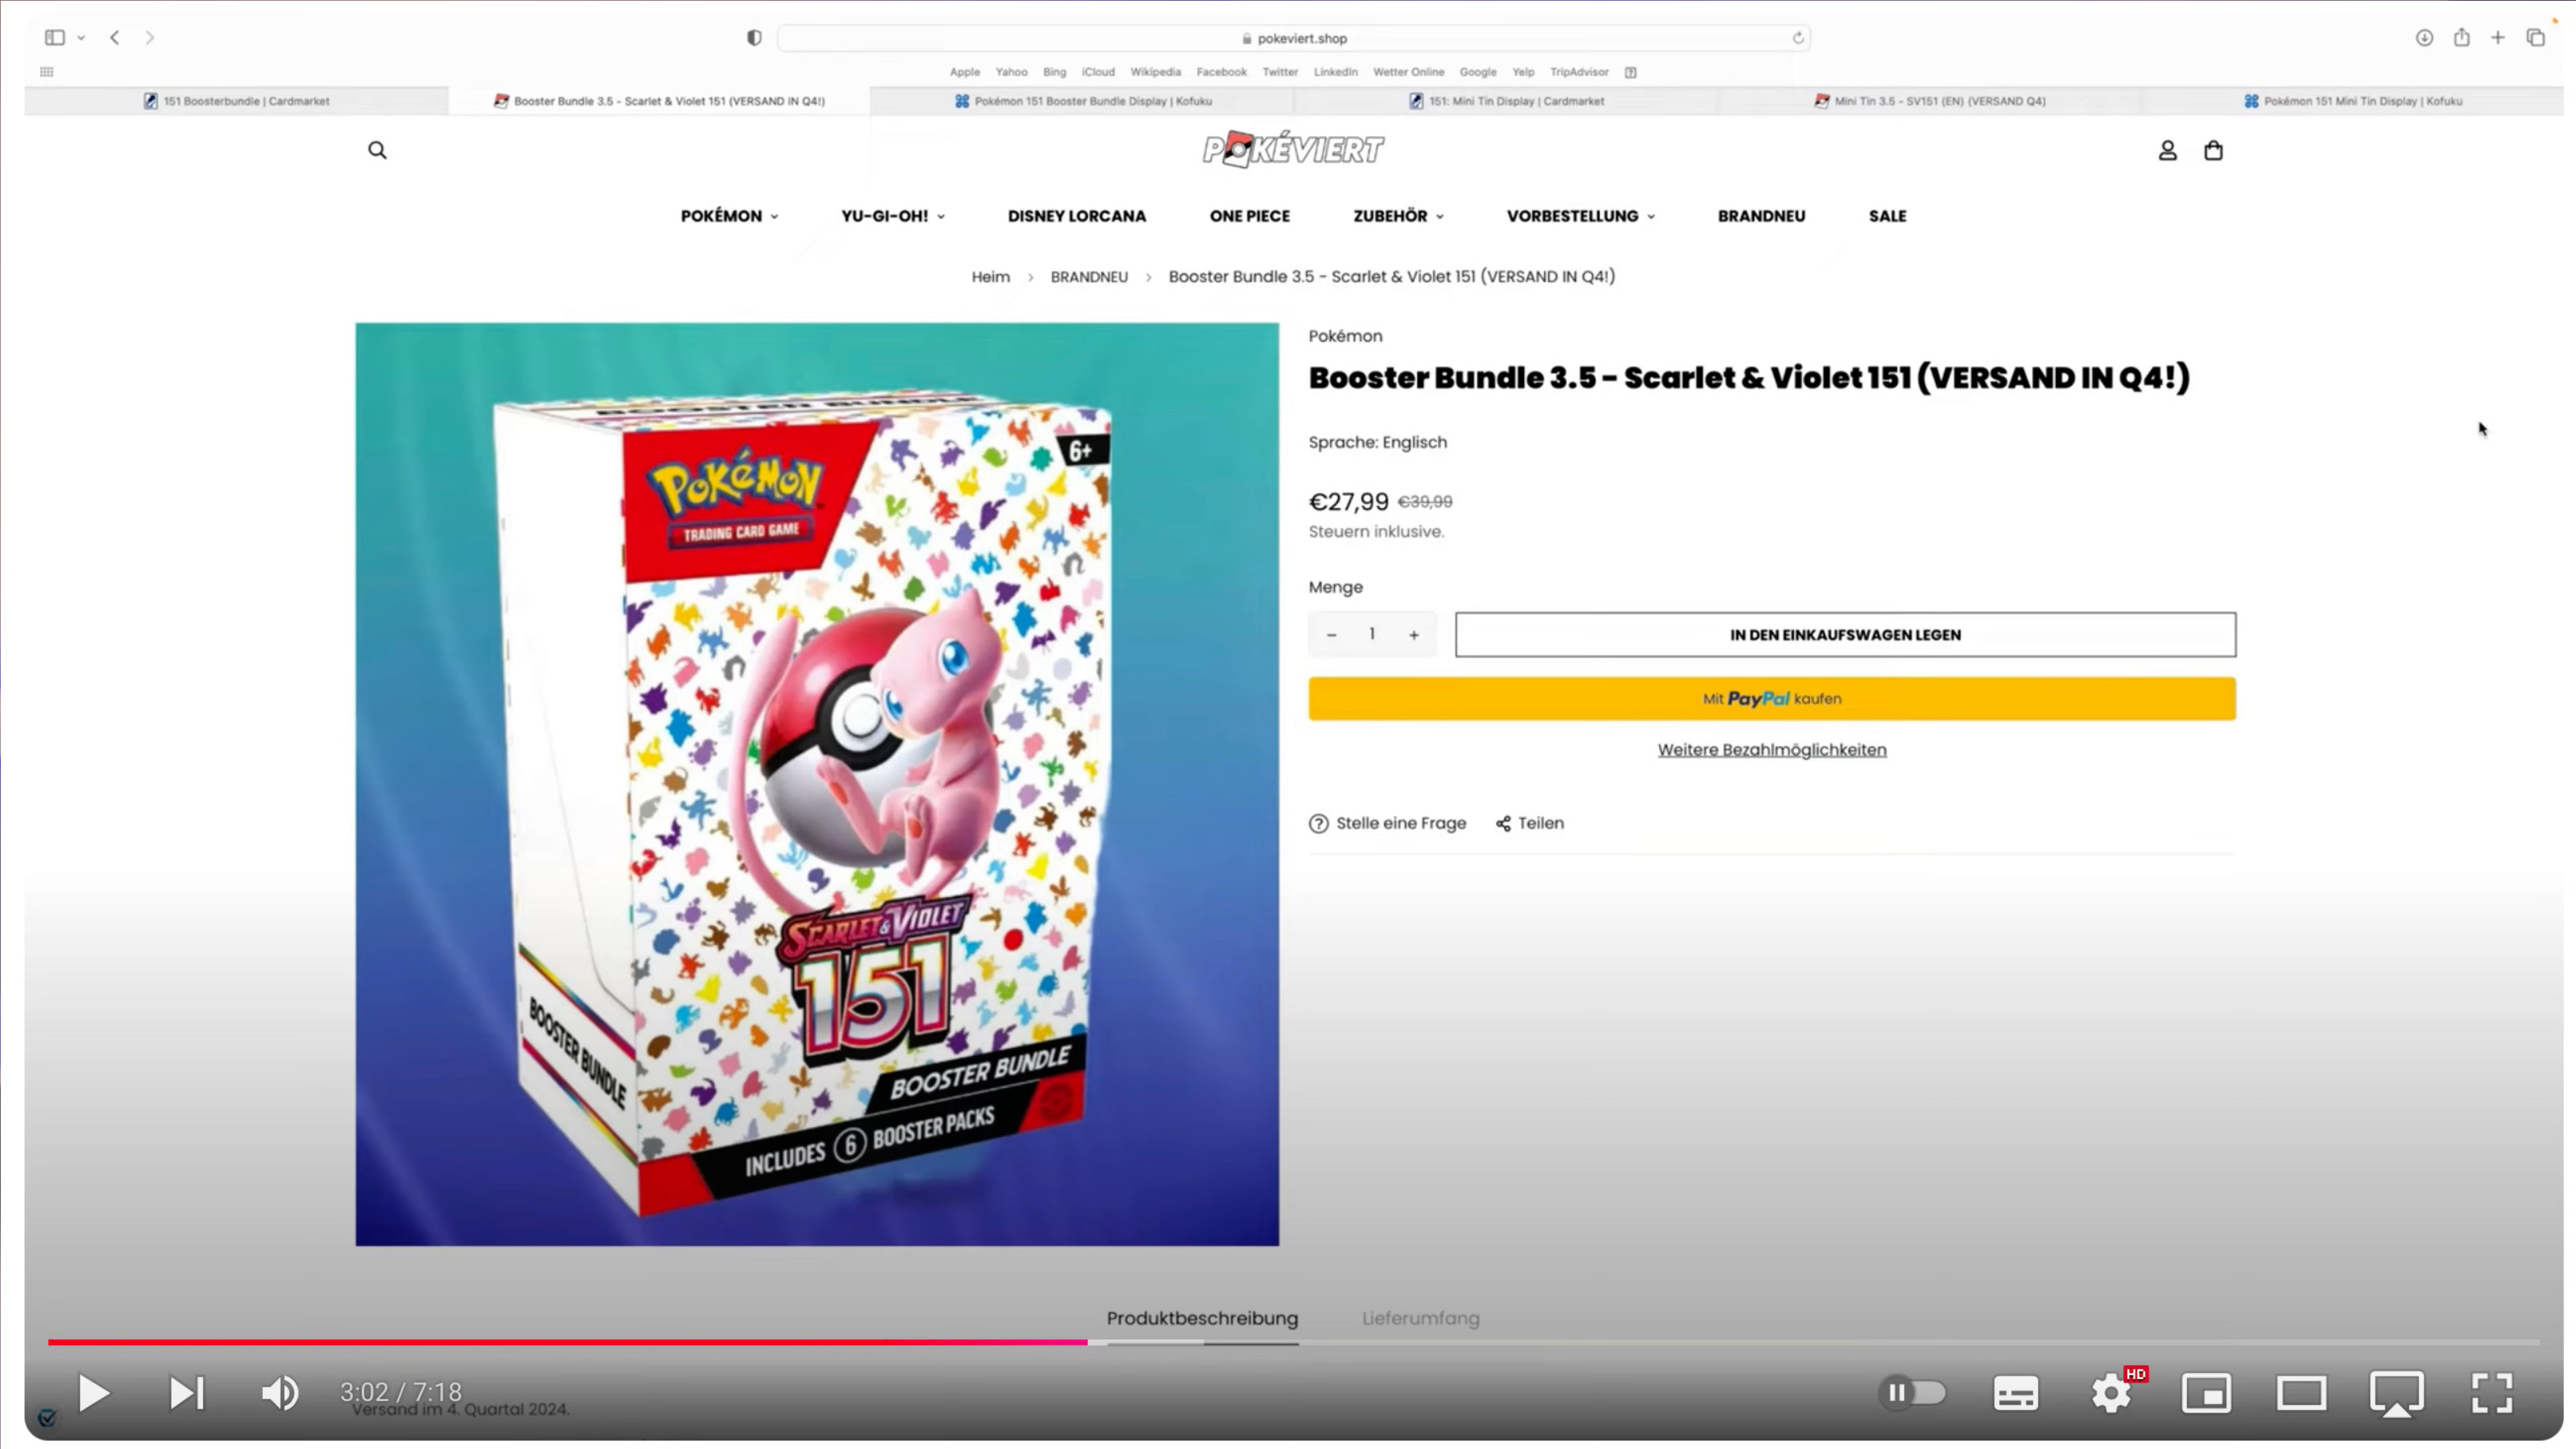 pokeviert.shop
Apple Yahoo Bing iCloud Wikipedia Facebook Twitter LinkedIn Wetter Online Google Yelp TripAdvisor
151 Boosterbundle | Cardmarket
Booster Bundle 3.5 - Scarlet & Violet 151 (VERSAND IN Q4!)
Pokémon 151 Booster Bundle Display | Kofuku
151: Mini Tin Display | Cardmarket
Mini Tin 3.5 - SV151 (EN) (VERSAND Q4)
Pokémon 151 Mini Tin Display | Kofuku
POKÉVIERT
POKÉMON YU-GI-OH! DISNEY LORCANA ONE PIECE ZUBEHÖR VORBESTELLUNG BRANDNEU SALE
Heim > BRANDNEU > Booster Bundle 3.5 - Scarlet & Violet 151 (VERSAND IN Q4!)
BOOSTER BUNDLE
6+
POKéMON
TRADING CARD GAME
SCARLET & VIOLET
151
BOOSTER BUNDLE
BOOSTER BUNDLE
INCLUDES 6 BOOSTER PACKS
Pokémon
Booster Bundle 3.5 - Scarlet & Violet 151 (VERSAND IN Q4!)
Sprache: Englisch
€27,99 €39,99
Steuern inklusive.
Menge
- 1 +
IN DEN EINKAUFSWAGEN LEGEN
Mit PayPal kaufen
Weitere Bezahlmöglichkeiten
Stelle eine Frage
Teilen
Produktbeschreibung Lieferumfang
3:02 / 7:18
HD
Versand im 4. Quartal 2024.